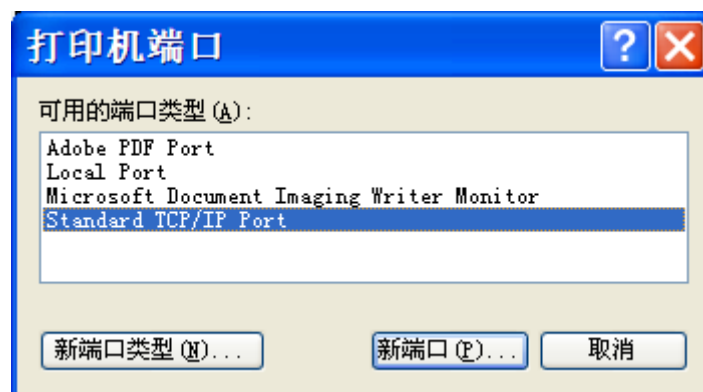 打印机端口
可用的端口类型(A):
Adobe PDF Port
Local Port
Microsoft Document Imaging Writer Monitor
Standard TCP/IP Port
新端口类型(N)... 新端口(P)... 取消